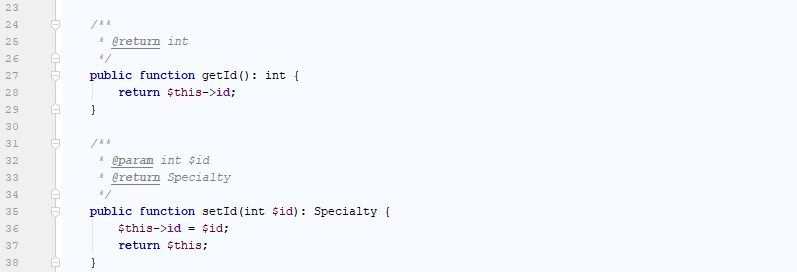 23
24 /**
25 * @return int
26 */
27 public function getId(): int {
28 return $this->id;
29 }
30
31 /**
32 * @param int $id
33 * @return Specialty
34 */
35 public function setId(int $id): Specialty {
36 $this->id = $id;
37 return $this;
38 }